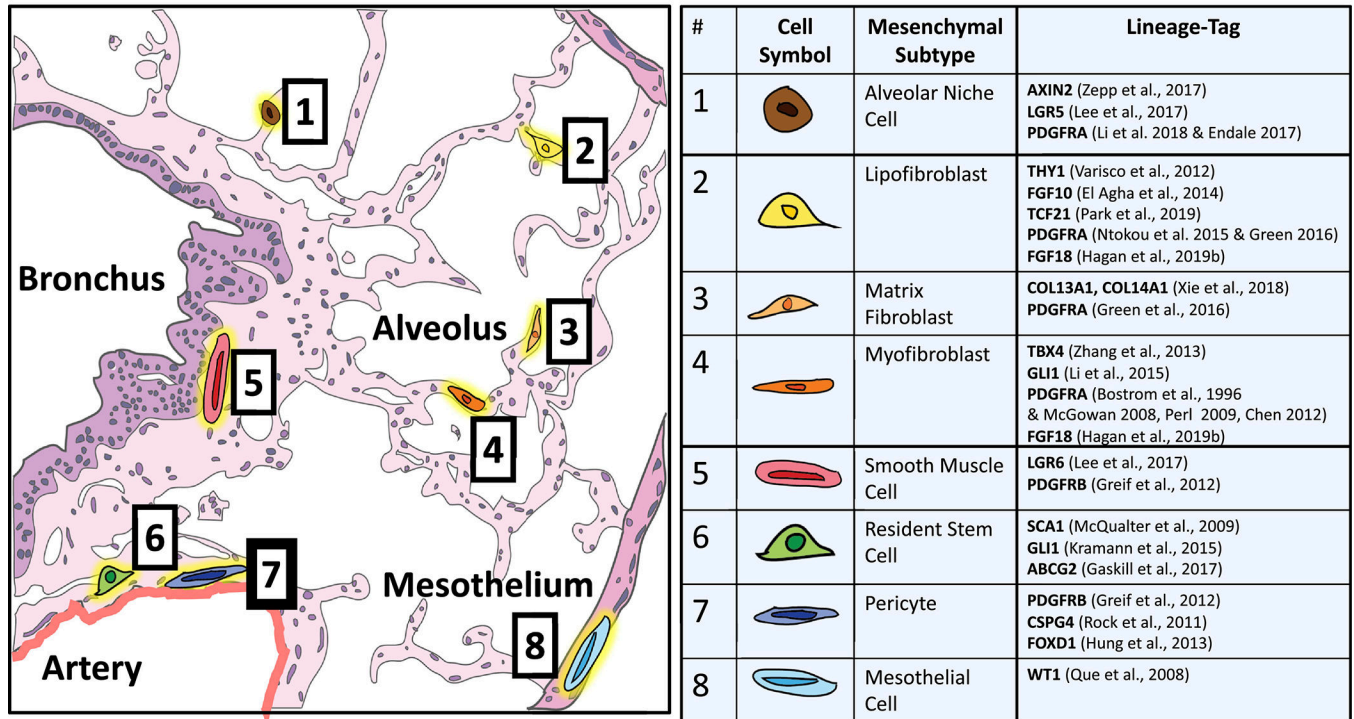 1
2
Bronchus
Alveolus
3
5
4
6
7
Mesothelium
8
Artery
# Cell Symbol Mesenchymal Subtype Lineage-Tag
1 Alveolar Niche Cell
AXIN2 (Zepp et al., 2017)
LGR5 (Lee et al., 2017)
PDGFRA (Li et al. 2018 & Endale 2017)
2 Lipofibroblast
THY1 (Varisco et al., 2012)
FGF10 (El Agha et al., 2014)
TCF21 (Park et al., 2019)
PDGFRA (Ntokou et al. 2015 & Green 2016)
FGF18 (Hagan et al., 2019b)
3 Matrix Fibroblast
COL13A1, COL14A1 (Xie et al., 2018)
PDGFRA (Green et al., 2016)
4 Myofibroblast
TBX4 (Zhang et al., 2013)
GLI1 (Li et al., 2015)
PDGFRA (Bostrom et al., 1996
& McGowan 2008, Perl 2009, Chen 2012)
FGF18 (Hagan et al., 2019b)
5 Smooth Muscle Cell
LGR6 (Lee et al., 2017)
PDGFRB (Greif et al., 2012)
6 Resident Stem Cell
SCA1 (McQualter et al., 2009)
GLI1 (Kramann et al., 2015)
ABCG2 (Gaskill et al., 2017)
7 Pericyte
PDGFRB (Greif et al., 2012)
CSPG4 (Rock et al., 2011)
FOXD1 (Hung et al., 2013)
8 Mesothelial Cell
WT1 (Que et al., 2008)